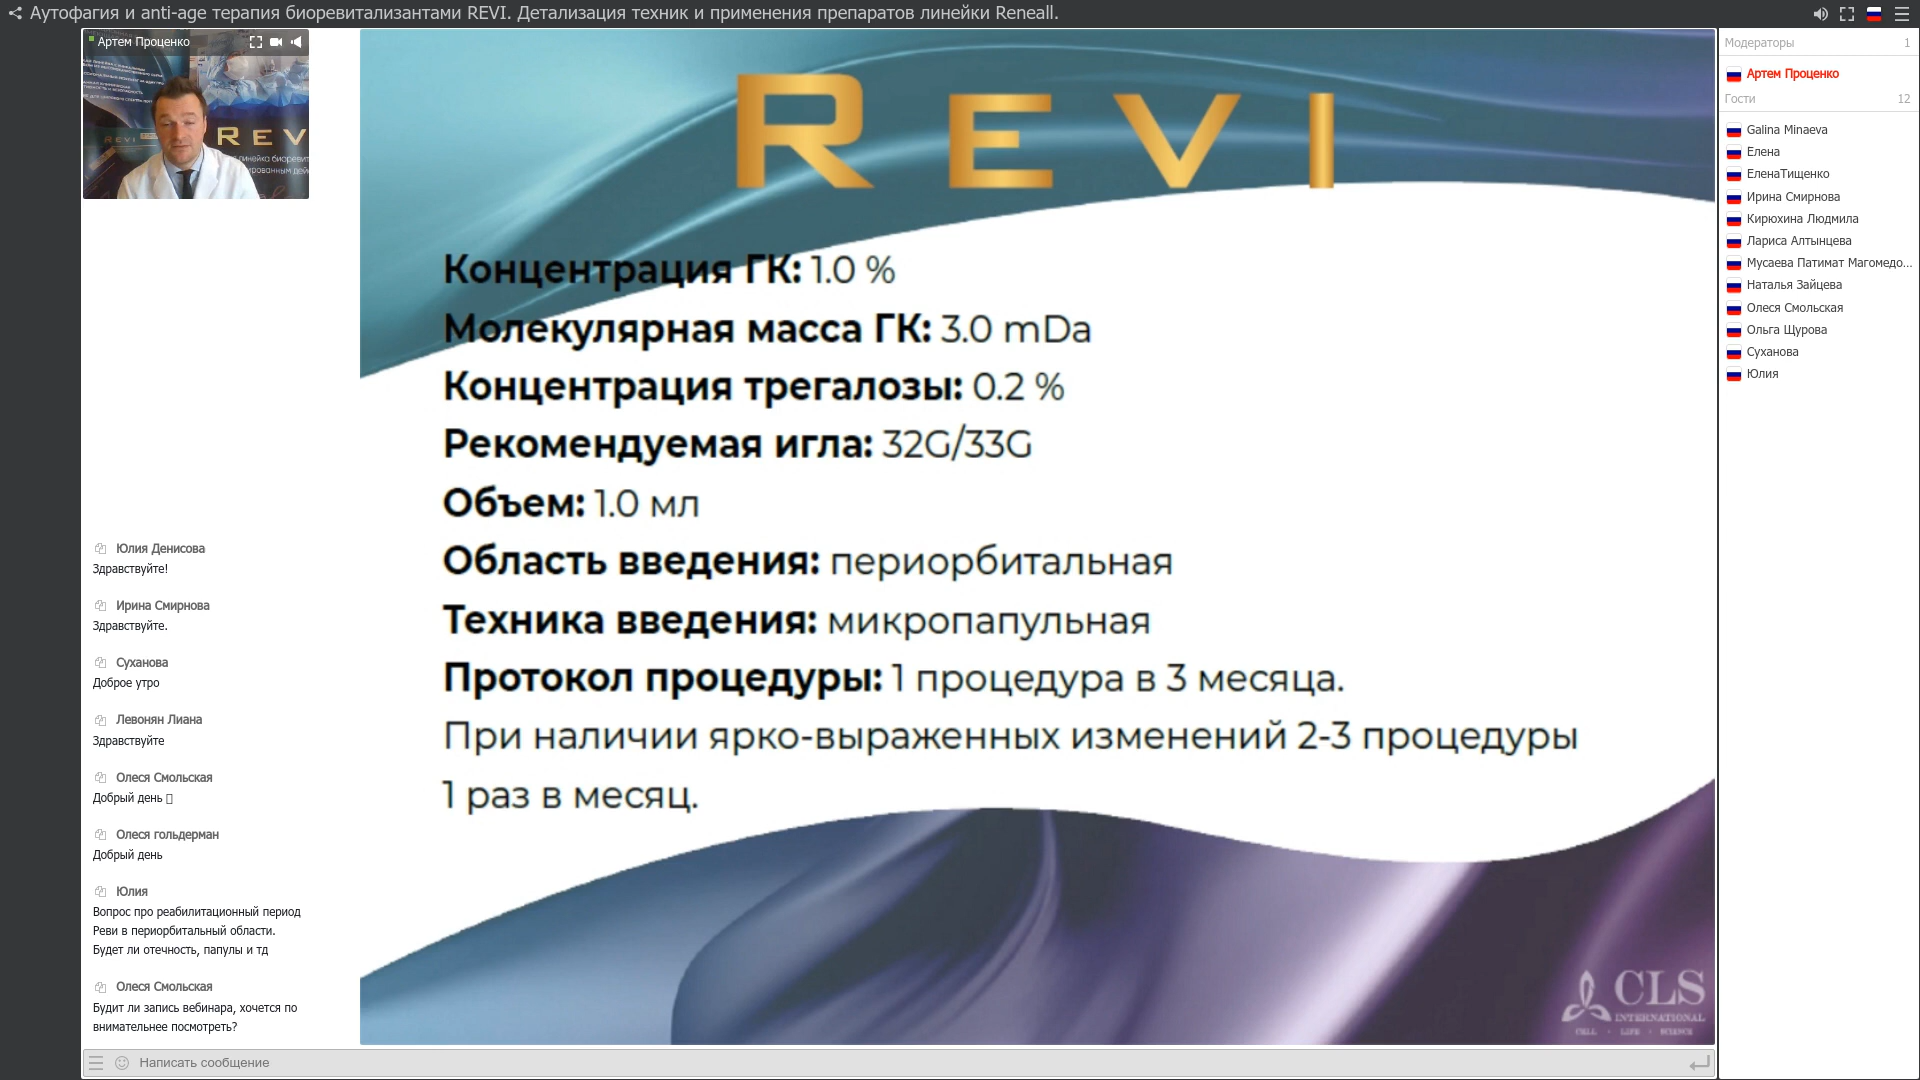 Аутофагия и anti-age терапия биоревитализантами REVI. Детализация техник и применения препаратов линейки Reneall.
Артем Проценко
REVI
REVI
линейка биоревит
Юлия Денисова
Здравствуйте!
Ирина Смирнова
Здравствуйте.
Суханова
Доброе утро
Левонян Лиана
Здравствуйте
Олеся Смольская
Добрый день
Олеся гольдерман
Добрый день
Юлия
Вопрос про реабилитационный период
Реви в периорбитальный области.
Будет ли отечность, папулы и тд
Олеся Смольская
Будит ли запись вебинара, хочется по
внимательнее посмотреть?
Написать сообщение
REVI
Концентрация ГК: 1.0 %
Молекулярная масса ГК: 3.0 mDa
Концентрация трегалозы: 0.2 %
Рекомендуемая игла: 32G/33G
Объем: 1.0 мл
Область введения: периорбитальная
Техника введения: микропапульная
Протокол процедуры: 1 процедура в 3 месяца.
При наличии ярко-выраженных изменений 2-3 процедуры
1 раз в месяц.
CLS
INTERNATIONAL
CELL · LIFE · SCIENCE
Модераторы 1
Артем Проценко
Гости 12
Galina Minaeva
Елена
ЕленаТищенко
Ирина Смирнова
Кирюхина Людмила
Лариса Алтынцева
Мусаева Патимат Магомедо...
Наталья Зайцева
Олеся Смольская
Ольга Щурова
Суханова
Юлия